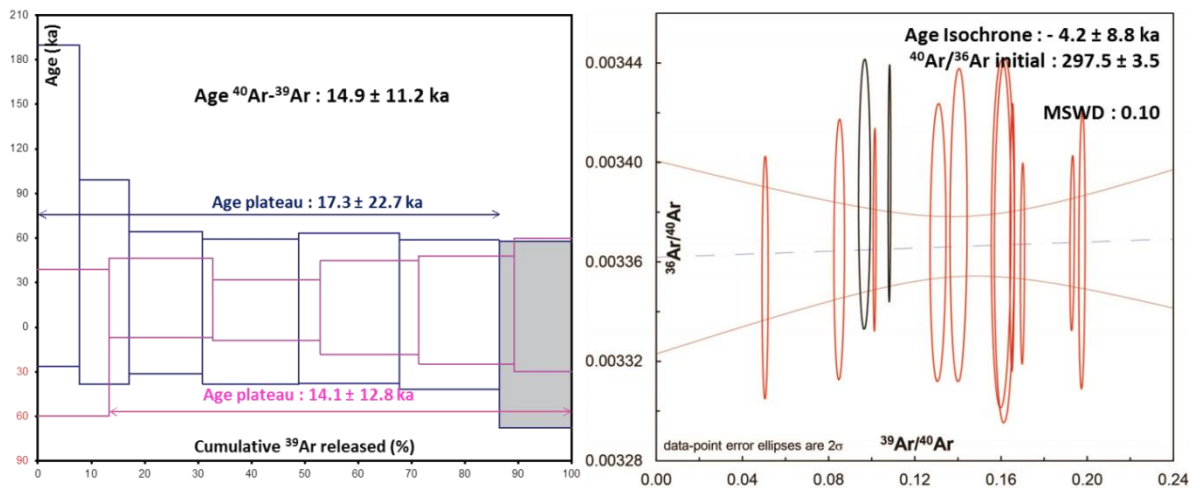 210
180
150
120
90
60
30
0
30
60
90
Age (ka)
Age ⁴⁰Ar-³⁹Ar : 14.9 ± 11.2 ka
Age plateau : 17.3 ± 22.7 ka
Age plateau : 14.1 ± 12.8 ka
Cumulative ³⁹Ar released (%)
0 10 20 30 40 50 60 70 80 90 100
Age Isochrone : - 4.2 ± 8.8 ka
⁴⁰Ar/³⁶Ar initial : 297.5 ± 3.5
MSWD : 0.10
0.00344
0.00340
0.00336
0.00332
0.00328
³⁶Ar/⁴⁰Ar
data-point error ellipses are 2σ
³⁹Ar/⁴⁰Ar
0.00 0.04 0.08 0.12 0.16 0.20 0.24